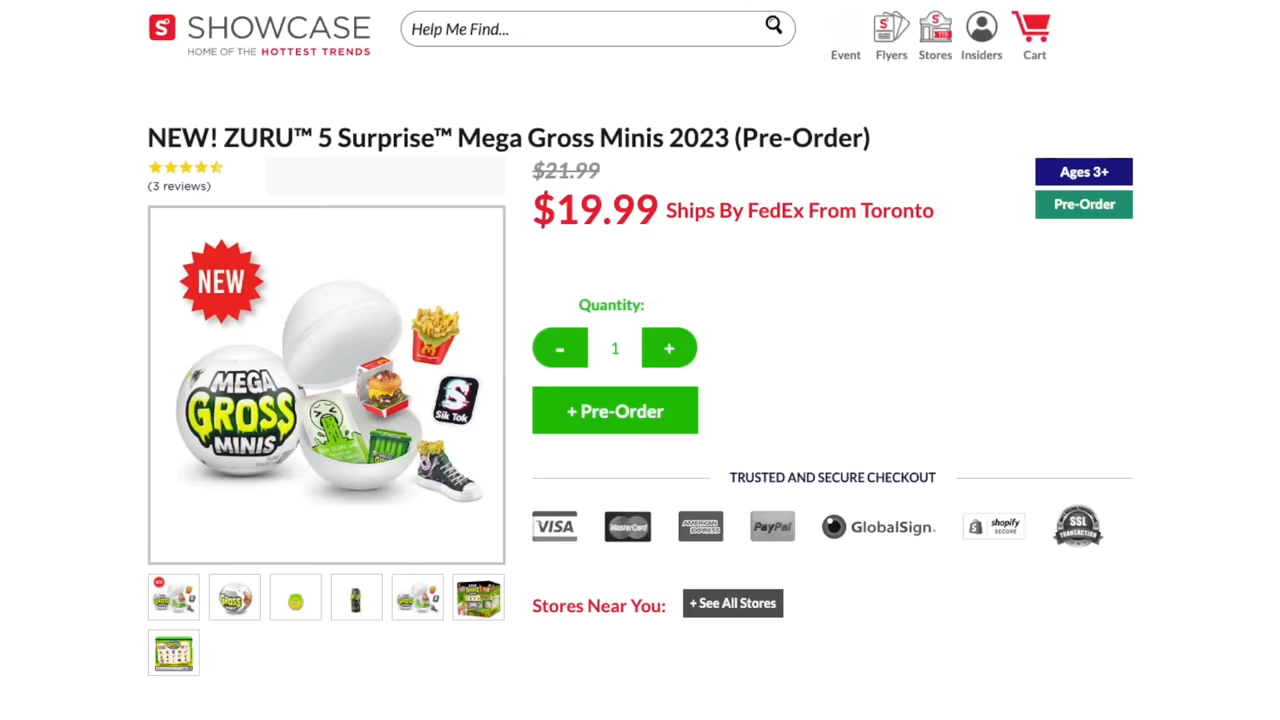 SHOWCASE
HOME OF THE HOTTEST TRENDS
Help Me Find...
Event
Flyers
Stores
Insiders
Cart
NEW! ZURU™ 5 Surprise™ Mega Gross Minis 2023 (Pre-Order)
(3 reviews)
$21.99
$19.99 Ships By FedEx From Toronto
Ages 3+
Pre-Order
NEW
MEGA
GROSS
MINIS
Sik Tok
Quantity:
- 1 +
+ Pre-Order
TRUSTED AND SECURE CHECKOUT
VISA
MasterCard
AMERICAN EXPRESS
PayPal
GlobalSign.
shopify
SECURE
SSL
TRANSACTION
Stores Near You:
+ See All Stores